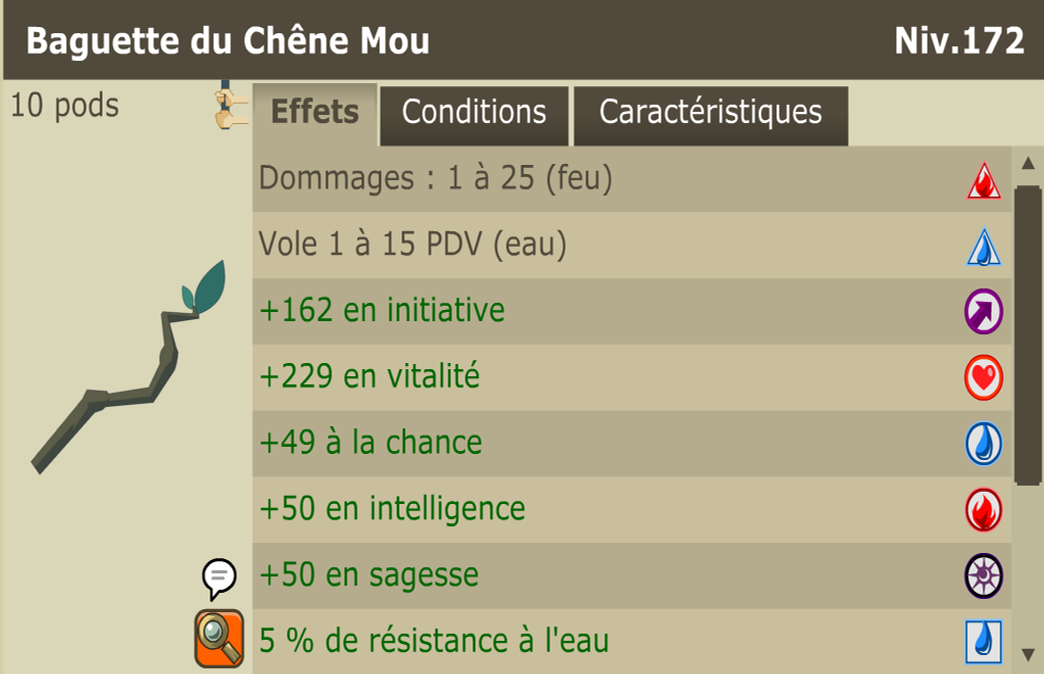 Baguette du Chêne Mou
Niv.172
10 pods
Effets
Conditions
Caractéristiques
Dommages : 1 à 25 (feu)
Vole 1 à 15 PDV (eau)
+162 en initiative
+229 en vitalité
+49 à la chance
+50 en intelligence
+50 en sagesse
5 % de résistance à l'eau